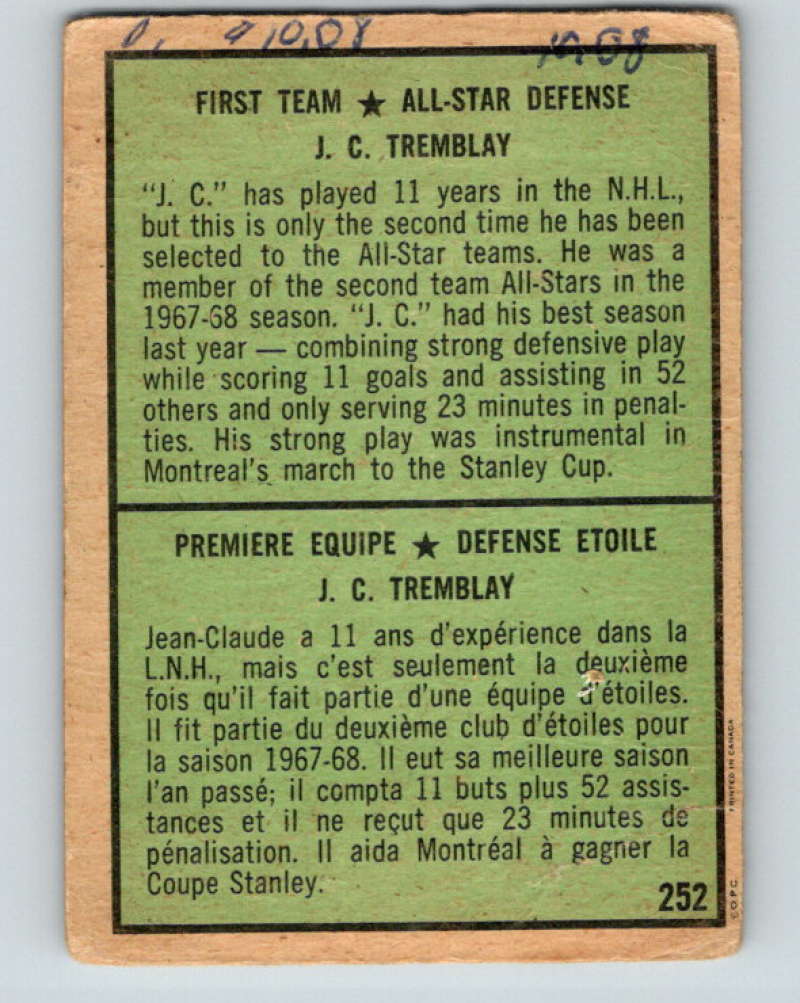 10.08 10.08
FIRST TEAM ★ ALL-STAR DEFENSE
J. C. TREMBLAY
"J. C." has played 11 years in the N.H.L.,
but this is only the second time he has been
selected to the All-Star teams. He was a
member of the second team All-Stars in the
1967-68 season. "J. C." had his best season
last year — combining strong defensive play
while scoring 11 goals and assisting in 52
others and only serving 23 minutes in penal-
ties. His strong play was instrumental in
Montreal's march to the Stanley Cup.
PREMIERE EQUIPE ★ DEFENSE ETOILE
J. C. TREMBLAY
Jean-Claude a 11 ans d'expérience dans la
L.N.H., mais c'est seulement la deuxième
fois qu'il fait partie d'une équipe d'étoiles.
Il fit partie du deuxième club d'étoiles pour
la saison 1967-68. Il eut sa meilleure saison
l'an passé; il compta 11 buts plus 52 assis-
tances et il ne reçut que 23 minutes de
pénalisation. Il aida Montréal à gagner la
Coupe Stanley.
252
©O.P.C. PRINTED IN CANADA